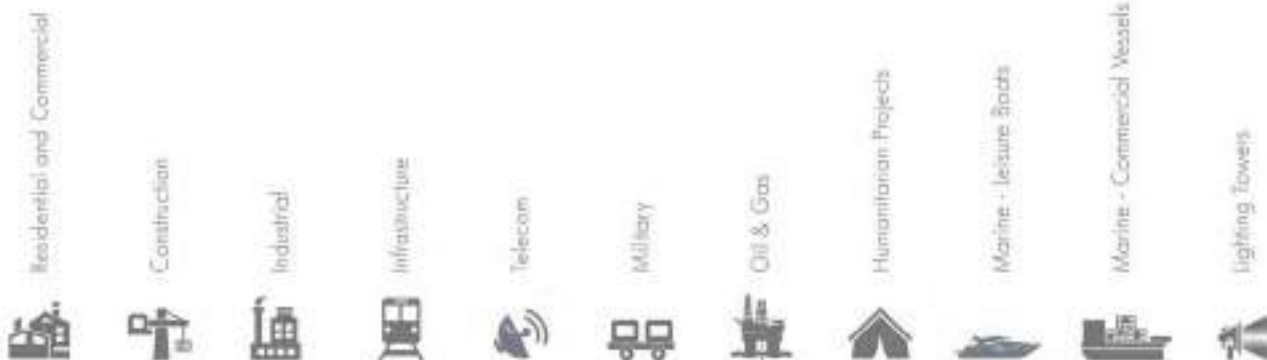 Residential and Commercial
Construction
Industrial
Infrastructure
Telecom
Military
Oil & Gas
Humanitarian Projects
Marine - Leisure Boats
Marine - Commercial Vessels
Lighting Towers